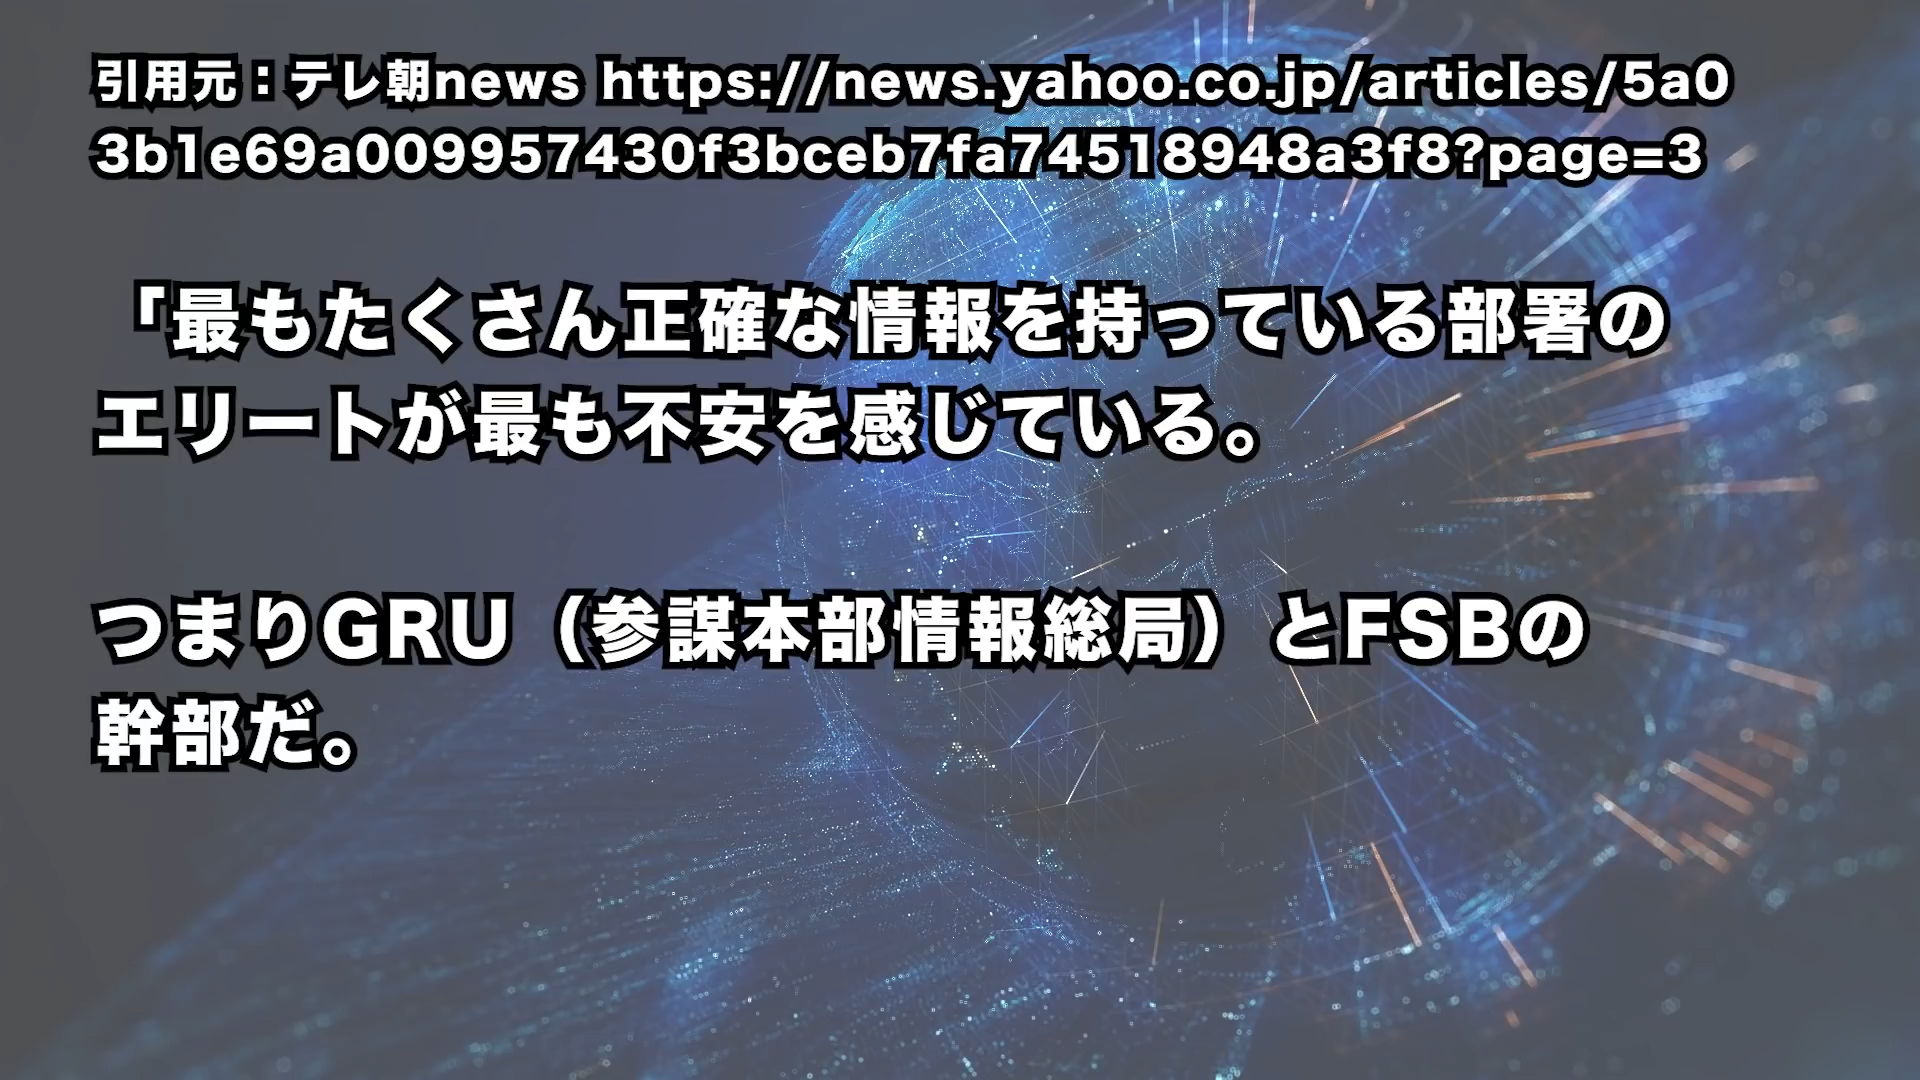 引用元：テレ朝news https://news.yahoo.co.jp/articles/5a0
3b1e69a009957430f3bceb7fa74518948a3f8?page=3
「最もたくさん正確な情報を持っている部署の
エリートが最も不安を感じている。
つまりGRU（参謀本部情報総局）とFSBの
幹部だ。